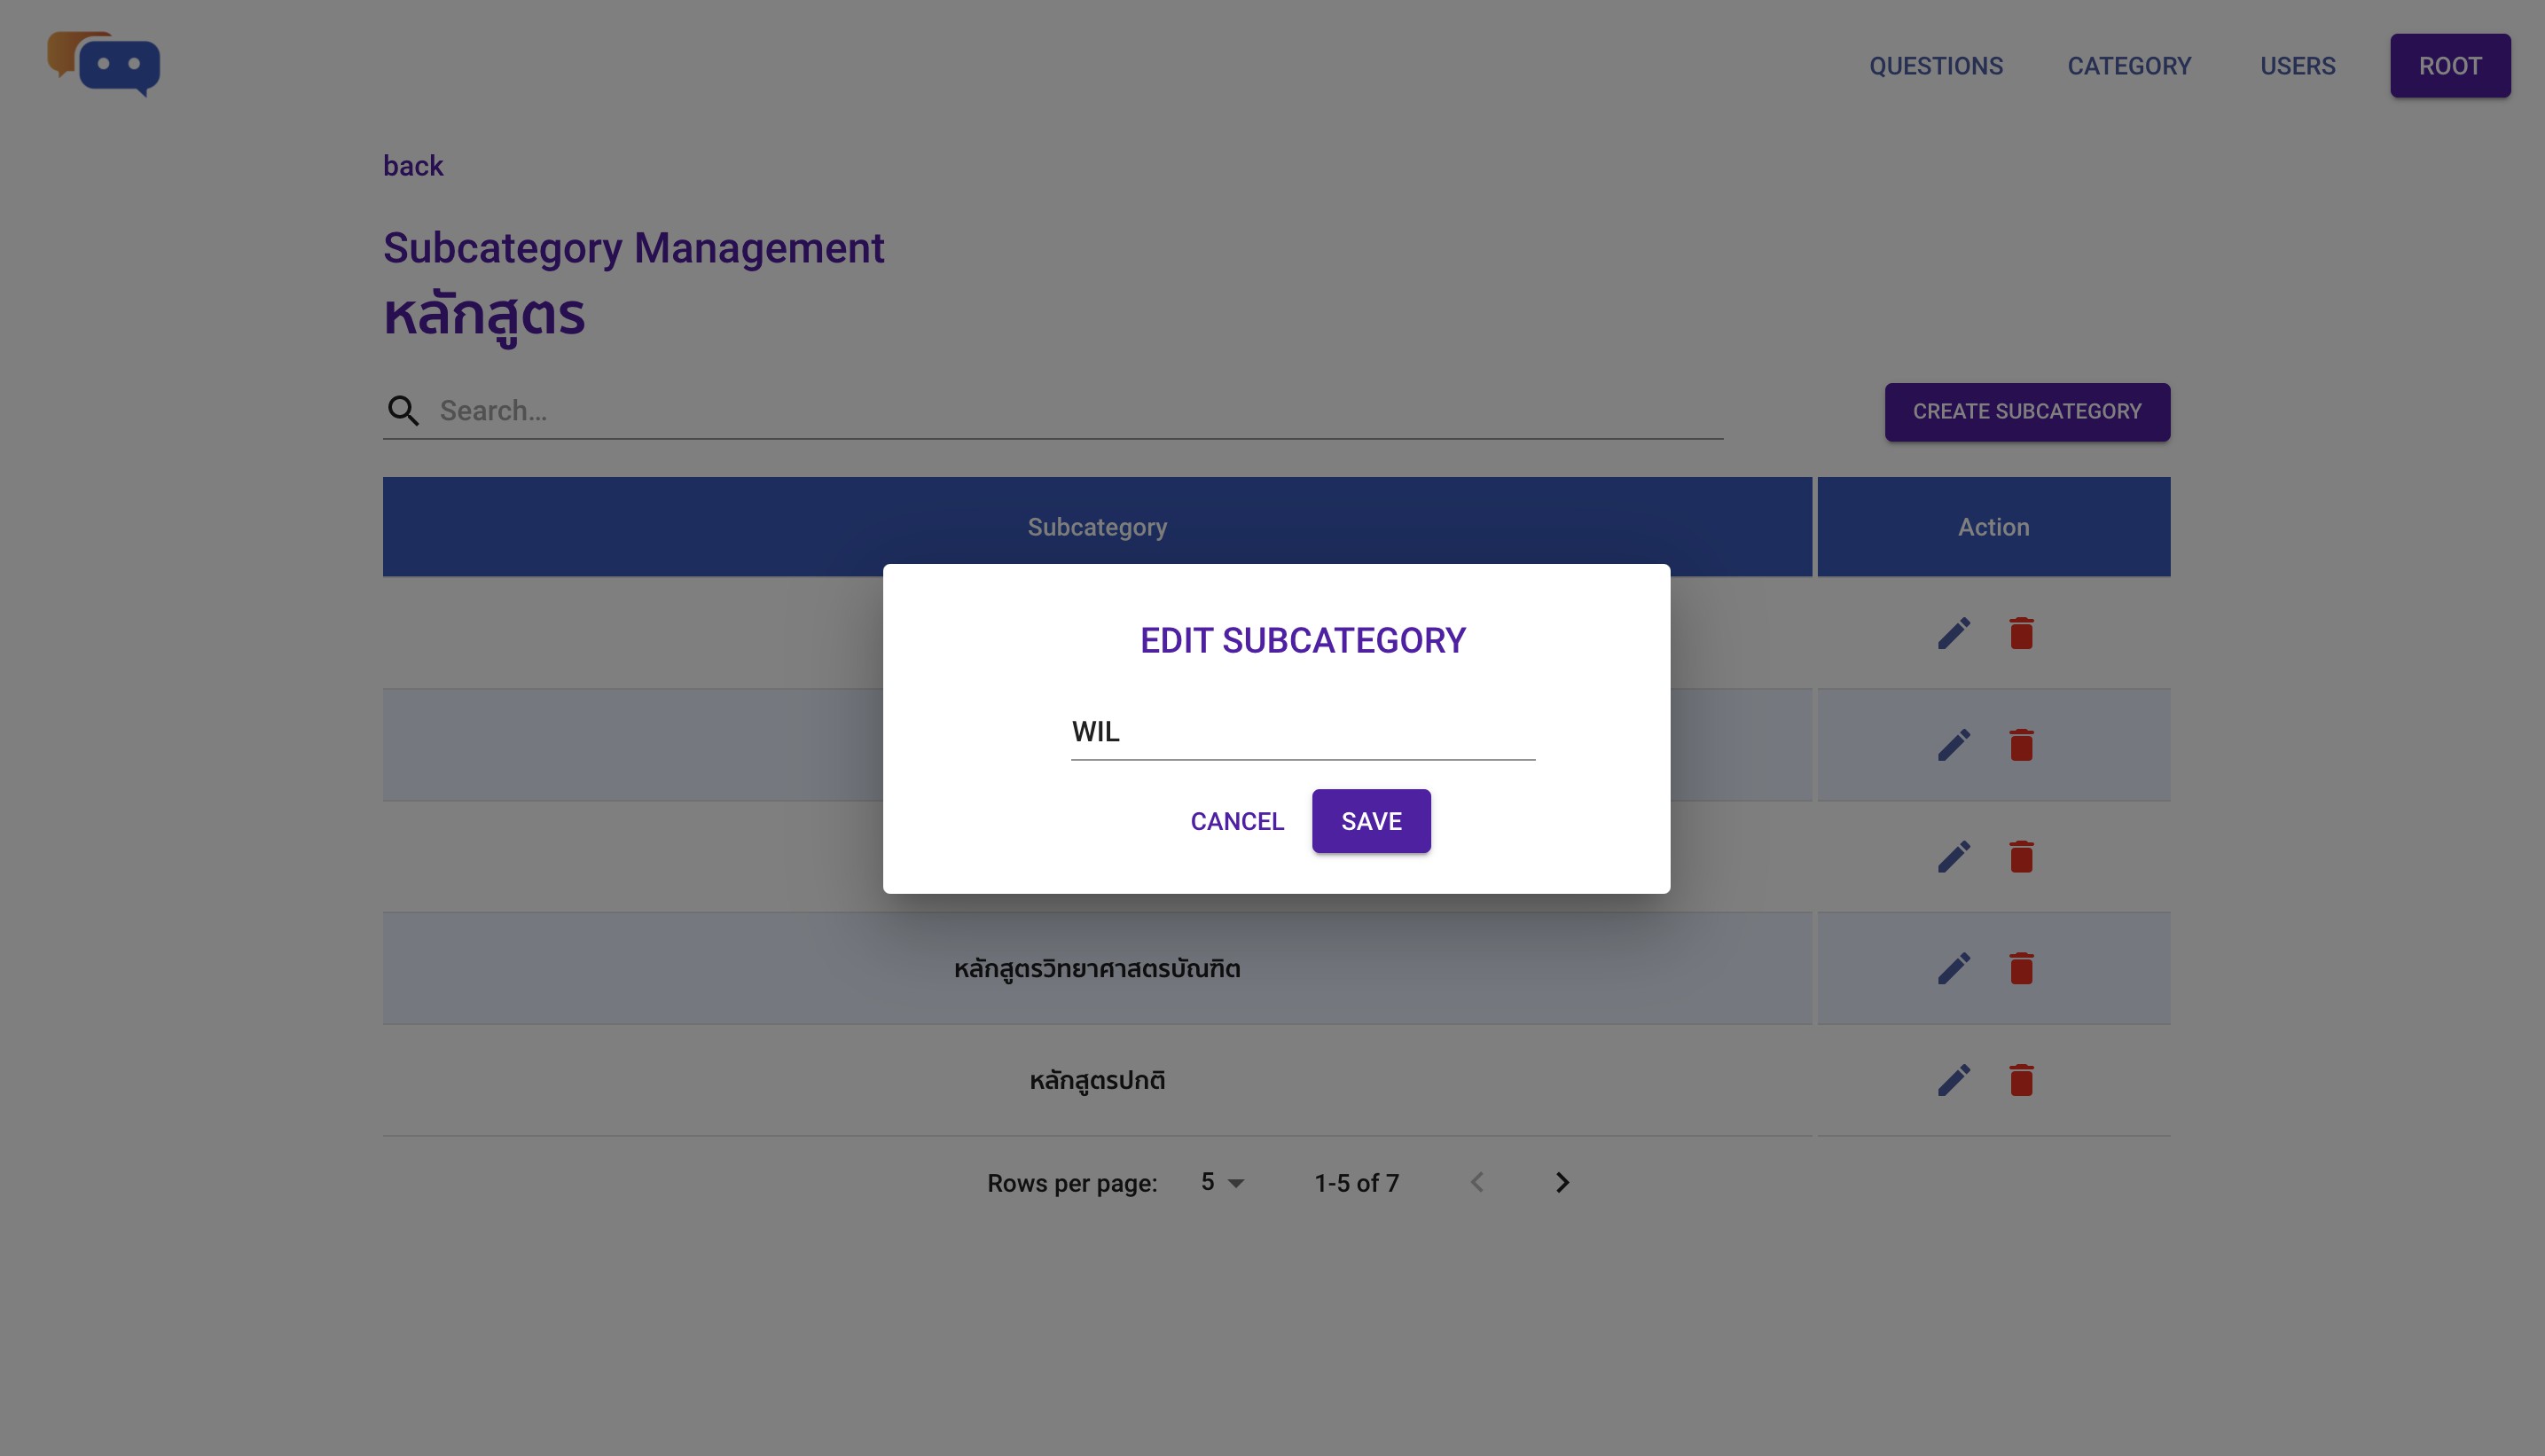 QUESTIONS CATEGORY USERS ROOT
back
Subcategory Management
หลักสูตร
Search...
CREATE SUBCATEGORY
Subcategory Action
EDIT SUBCATEGORY
WIL
CANCEL SAVE
หลักสูตรวิทยาศาสตรบัณฑิต
หลักสูตรปกติ
Rows per page: 5 1-5 of 7